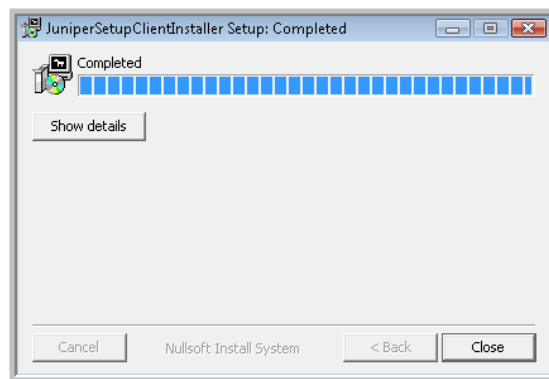 JuniperSetupClientInstaller Setup: Completed
Completed
Show details
Cancel
Nullsoft Install System
< Back
Close